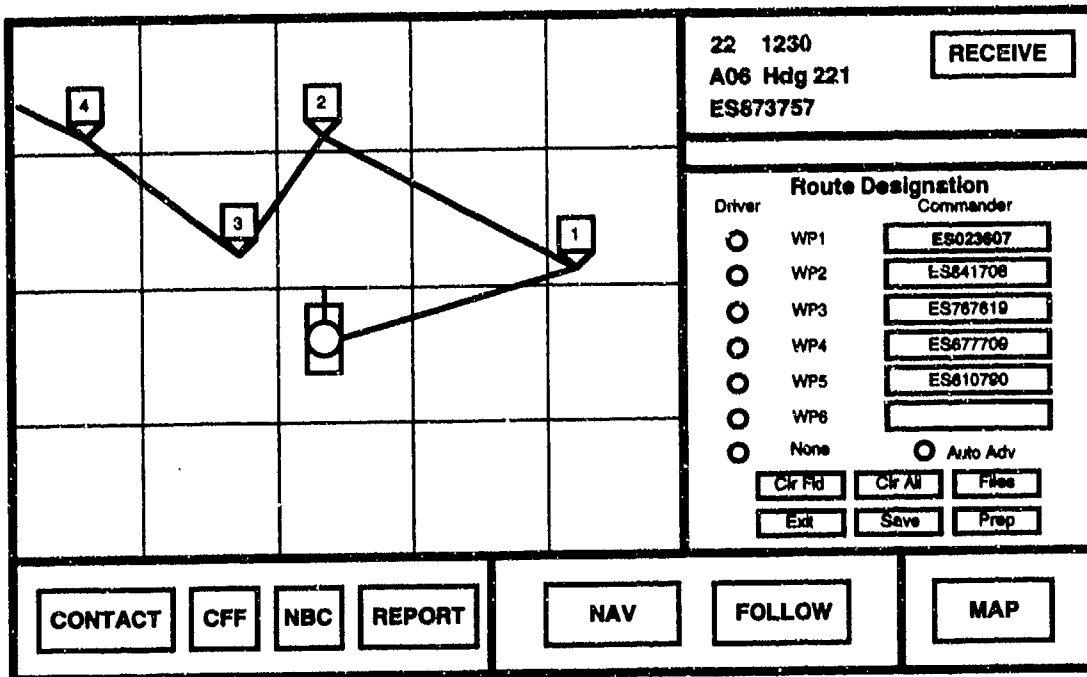 4
2
3
1
22 1230
A06 Hdg 221
ES873757
RECEIVE
Route Designation
Driver Commander
WP1 ES023607
WP2
WP3 ES767619
WP4 ES677709
WP5 ES610790
WP6
None Auto Adv
Clr Fld Clr All Files
Exit Save Prep
CONTACT CFF NBC REPORT NAV FOLLOW MAP